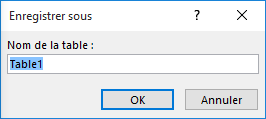 Enregistrer sous ? ×
Nom de la table :
Table1
OK Annuler